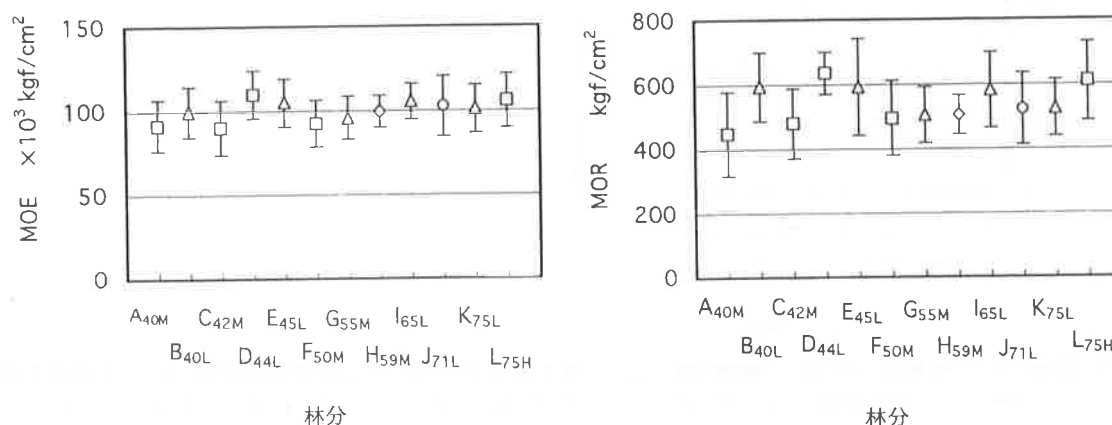 MOE ×10³ kgf/cm²
150
100
50
0
A40M C42M E45L G55M I65L K75L
B40L D44L F50M H59M J71L L75H
林分
MOR kgf/cm²
800
600
400
200
0
A40M C42M E45L G55M I65L K75L
B40L D44L F50M H59M J71L L75H
林分